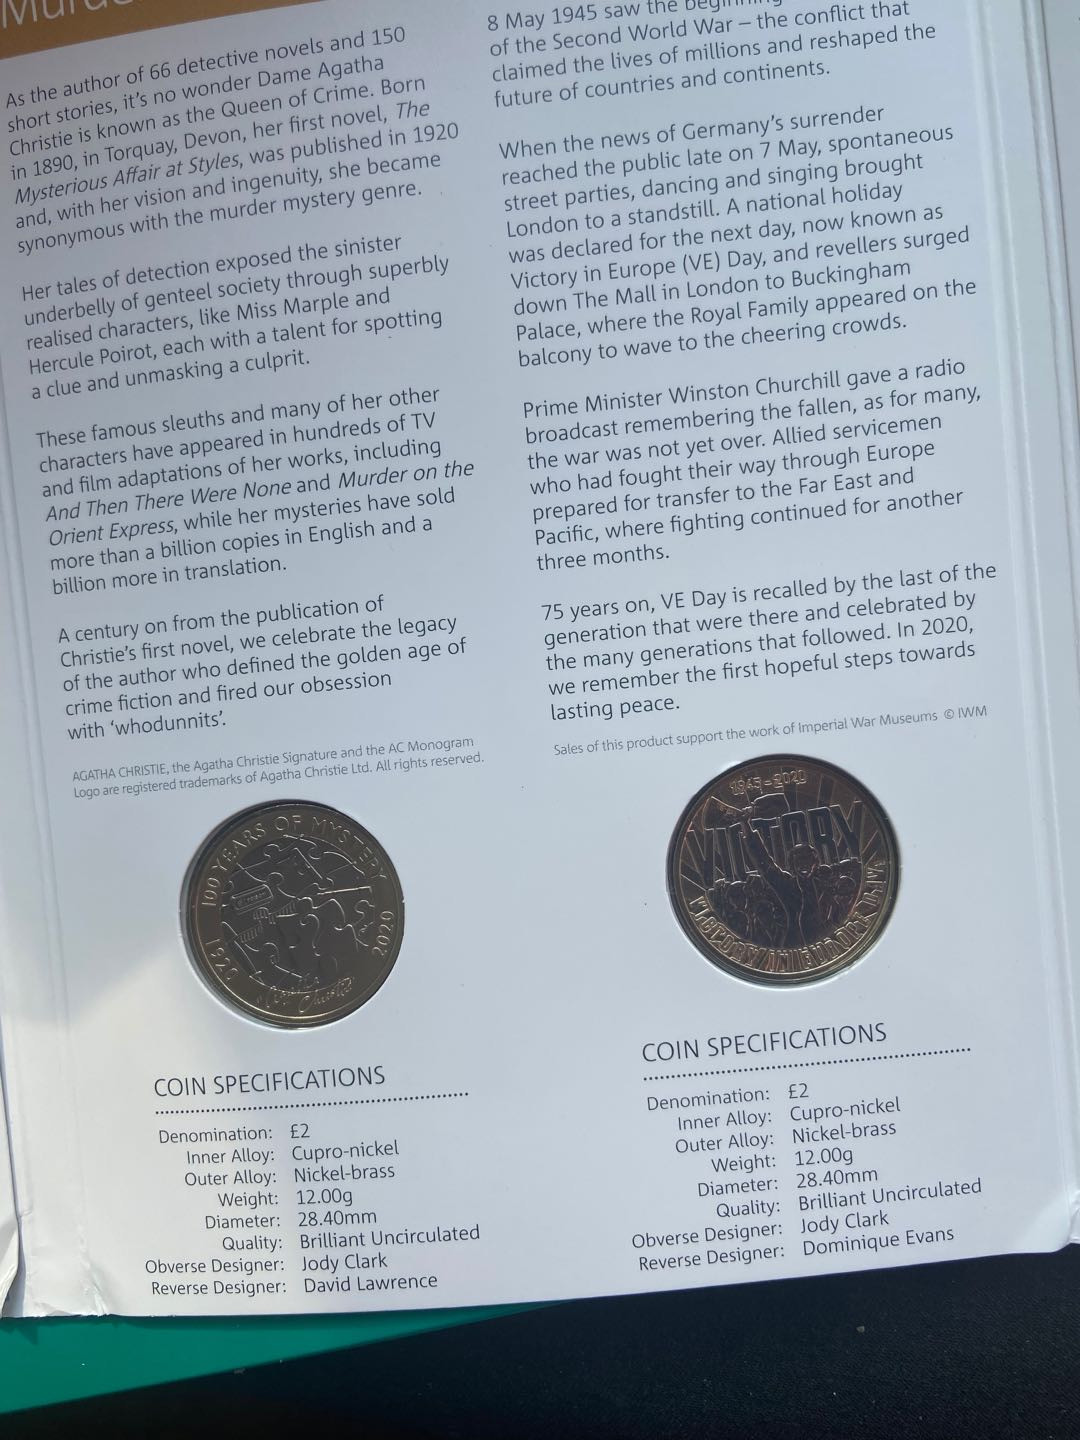 As the author of 66 detective novels and 150
short stories, it's no wonder Dame Agatha
Christie is known as the Queen of Crime. Born
in 1890, in Torquay, Devon, her first novel, The
Mysterious Affair at Styles, was published in 1920
and, with her vision and ingenuity, she became
synonymous with the murder mystery genre.
Her tales of detection exposed the sinister
underbelly of genteel society through superbly
realised characters, like Miss Marple and
Hercule Poirot, each with a talent for spotting
a clue and unmasking a culprit.
These famous sleuths and many of her other
characters have appeared in hundreds of TV
and film adaptations of her works, including
And Then There Were None and Murder on the
Orient Express, while her mysteries have sold
more than a billion copies in English and a
billion more in translation.
A century on from the publication of
Christie's first novel, we celebrate the legacy
of the author who defined the golden age of
crime fiction and fired our obsession
with 'whodunnits'.
AGATHA CHRISTIE, the Agatha Christie Signature and the AC Monogram
Logo are registered trademarks of Agatha Christie Ltd. All rights reserved.
100 YEARS OF MYSTERY
1920
2020
Agatha Christie
COIN SPECIFICATIONS
Denomination: £2
Inner Alloy: Cupro-nickel
Outer Alloy: Nickel-brass
Weight: 12.00g
Diameter: 28.40mm
Quality: Brilliant Uncirculated
Obverse Designer: Jody Clark
Reverse Designer: David Lawrence
8 May 1945 saw the beginning
of the Second World War – the conflict that
claimed the lives of millions and reshaped the
future of countries and continents.
When the news of Germany's surrender
reached the public late on 7 May, spontaneous
street parties, dancing and singing brought
London to a standstill. A national holiday
was declared for the next day, now known as
Victory in Europe (VE) Day, and revellers surged
down The Mall in London to Buckingham
Palace, where the Royal Family appeared on the
balcony to wave to the cheering crowds.
Prime Minister Winston Churchill gave a radio
broadcast remembering the fallen, as for many,
the war was not yet over. Allied servicemen
who had fought their way through Europe
prepared for transfer to the Far East and
Pacific, where fighting continued for another
three months.
75 years on, VE Day is recalled by the last of the
generation that were there and celebrated by
the many generations that followed. In 2020,
we remember the first hopeful steps towards
lasting peace.
Sales of this product support the work of Imperial War Museums © IWM
1945-2020
VICTORY
VICTORY IN EUROPE DAY
COIN SPECIFICATIONS
Denomination: £2
Inner Alloy: Cupro-nickel
Outer Alloy: Nickel-brass
Weight: 12.00g
Diameter: 28.40mm
Quality: Brilliant Uncirculated
Obverse Designer: Jody Clark
Reverse Designer: Dominique Evans